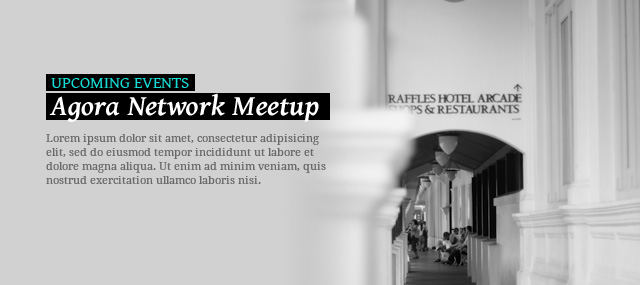 UPCOMING EVENTS
Agora Network Meetup
Lorem ipsum dolor sit amet, consectetur adipisicing
elit, sed do eiusmod tempor incididunt ut labore et
dolore magna aliqua. Ut enim ad minim veniam, quis
nostrud exercitation ullamco laboris nisi.
RAFFLES HOTEL ARCADE
SHOPS & RESTAURANTS